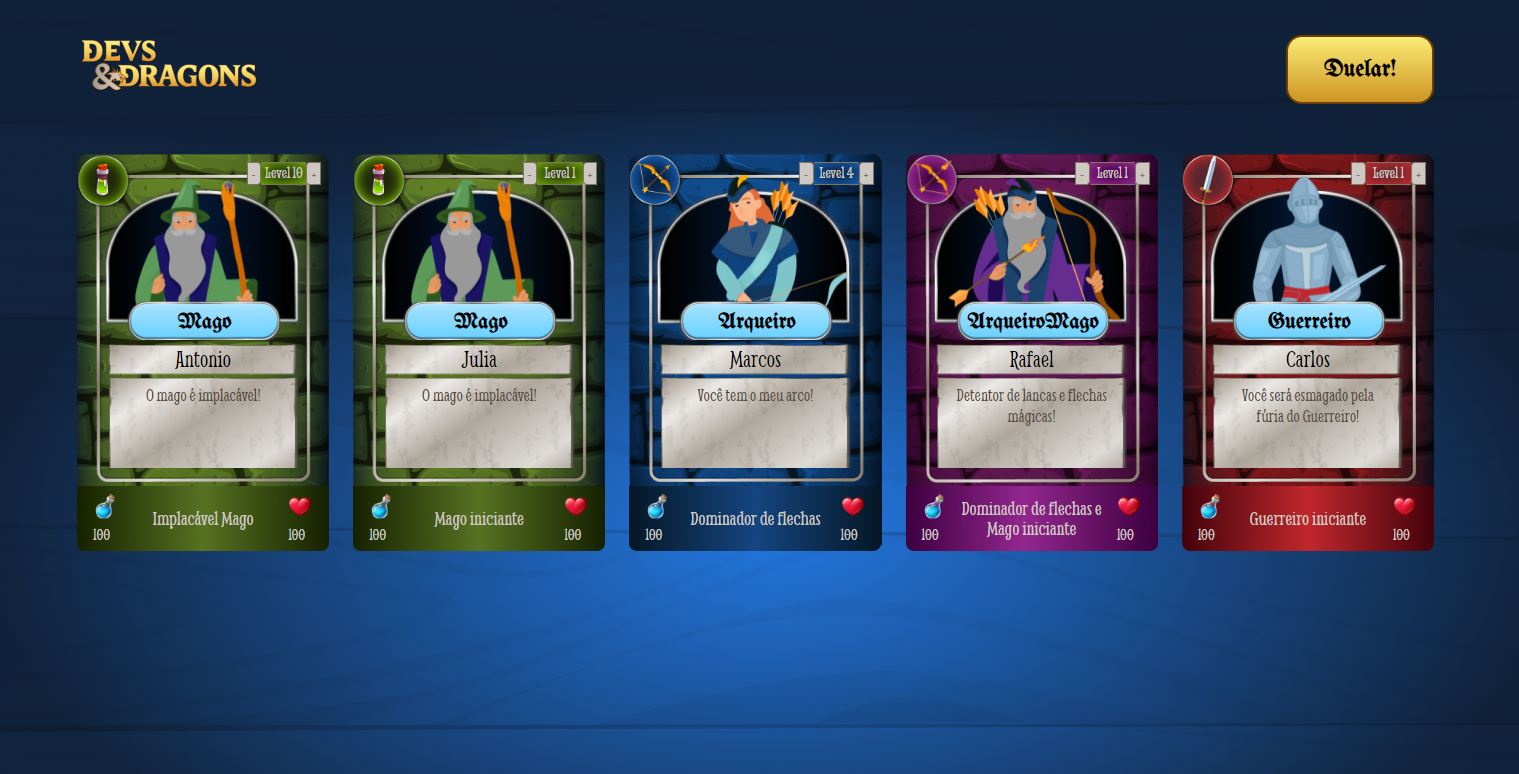 DEVS
&DRAGONS
Duelar!
- Level 10 +
Mago
Antonio
O mago é implacável!
100
Implacável Mago
100
- Level 1 +
Mago
Julia
O mago é implacável!
100
Mago iniciante
100
- Level 4 +
Arqueiro
Marcos
Você tem o meu arco!
100
Dominador de flechas
100
- Level 1 +
ArqueiroMago
Rafael
Detentor de lancas e flechas
mágicas!
100
Dominador de flechas e
Mago iniciante
100
- Level 1 +
Guerreiro
Carlos
Você será esmagado pela
fúria do Guerreiro!
100
Guerreiro iniciante
100